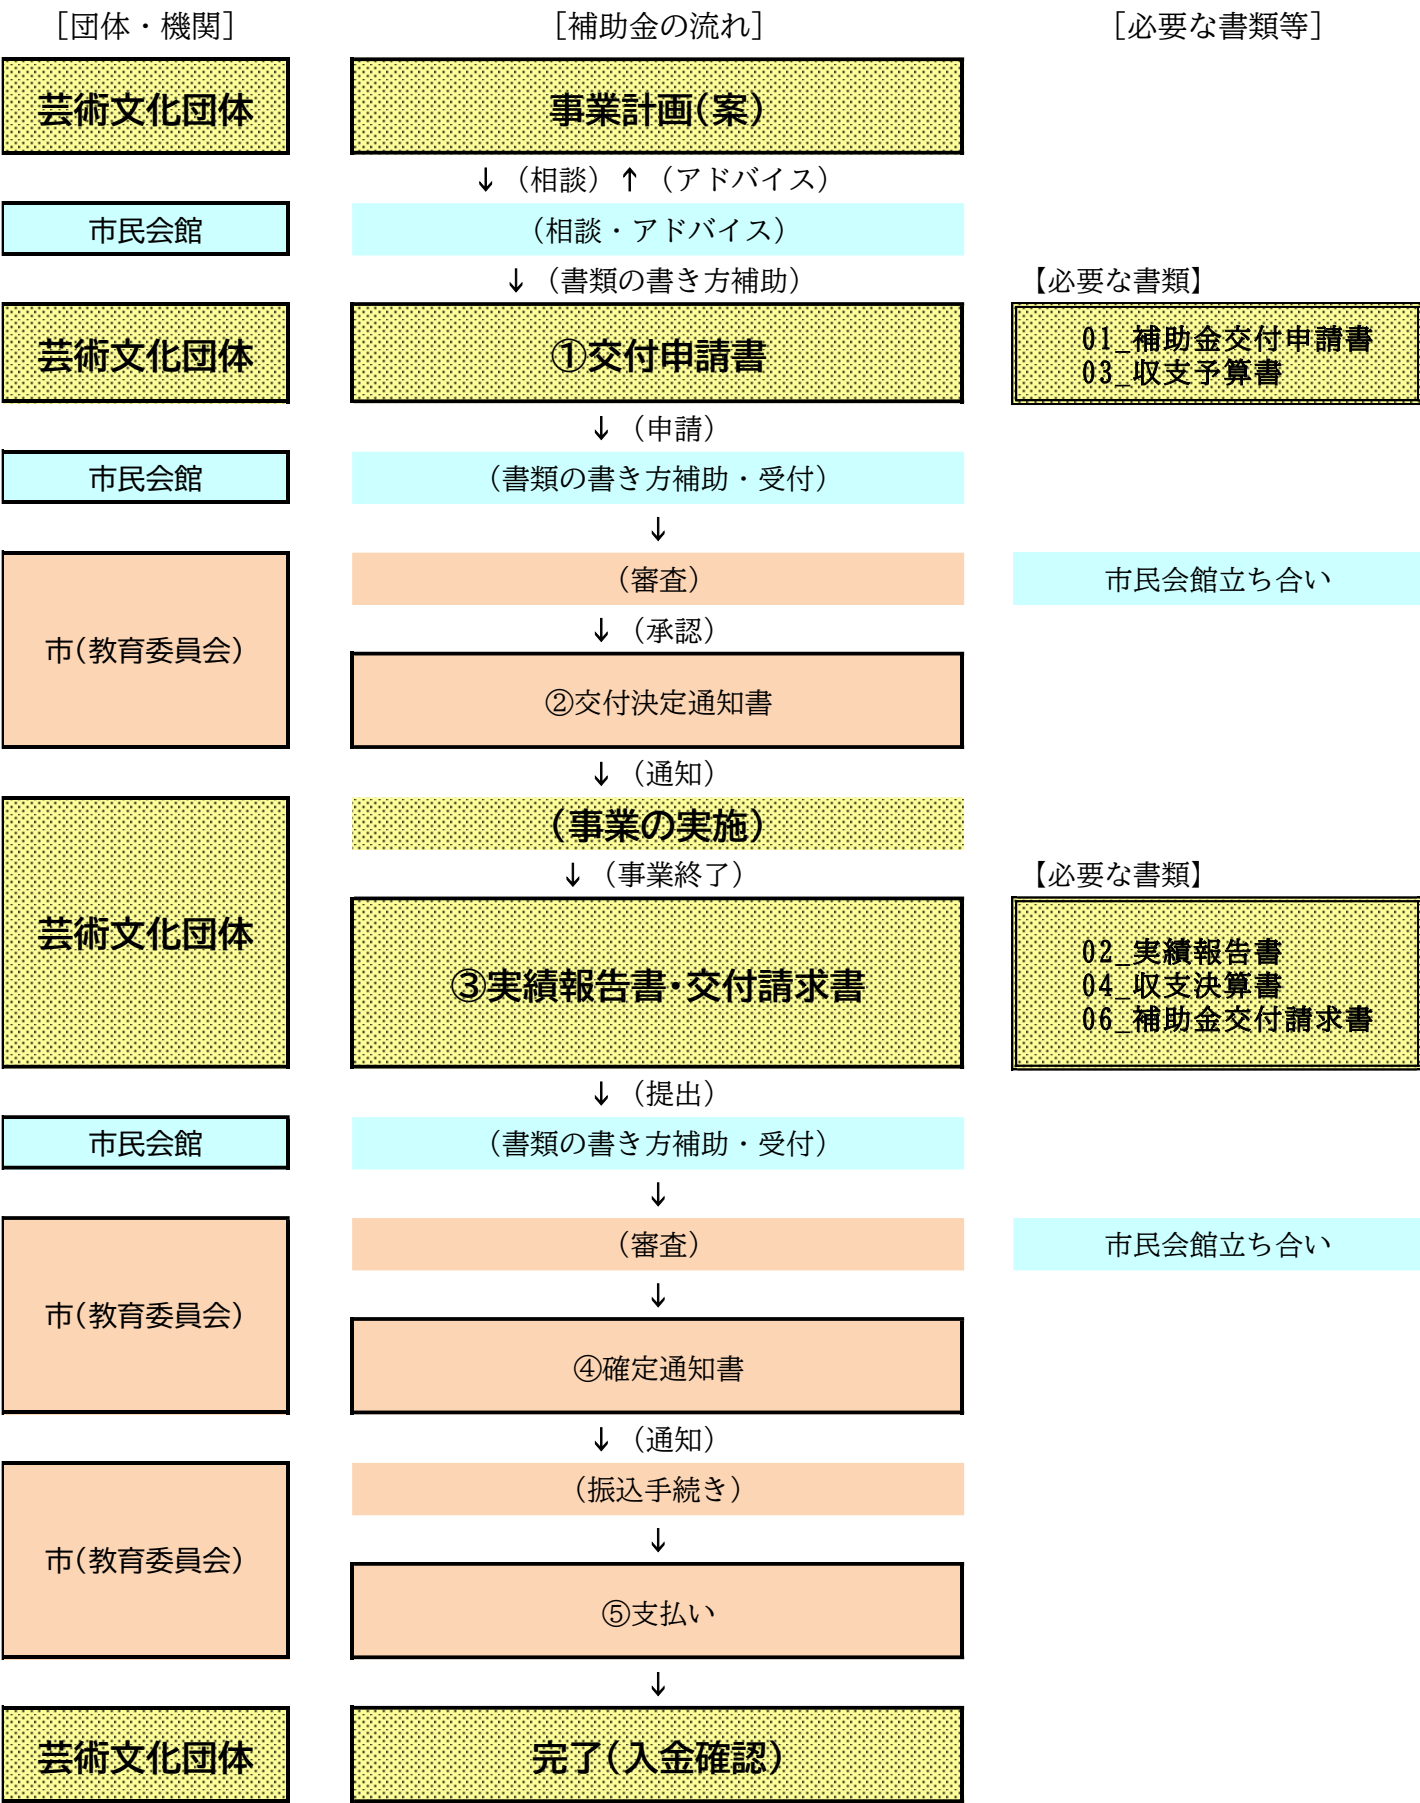 ［団体・機関］ ［補助金の流れ］ ［必要な書類等］
芸術文化団体 事業計画（案）
↓（相談）↑（アドバイス）
市民会館 （相談・アドバイス）
↓（書類の書き方補助） 【必要な書類】
芸術文化団体 ①交付申請書
01_補助金交付申請書
03_収支予算書
↓（申請）
市民会館 （書類の書き方補助・受付）
↓
（審査） 市民会館立ち合い
↓（承認）
市（教育委員会）
②交付決定通知書
↓（通知）
（事業の実施）
↓（事業終了） 【必要な書類】
芸術文化団体
③実績報告書・交付請求書
02_実績報告書
04_収支決算書
06_補助金交付請求書
↓（提出）
市民会館 （書類の書き方補助・受付）
↓
（審査） 市民会館立ち合い
↓
市（教育委員会）
④確定通知書
↓（通知）
（振込手続き）
↓
市（教育委員会）
⑤支払い
↓
芸術文化団体 完了（入金確認）